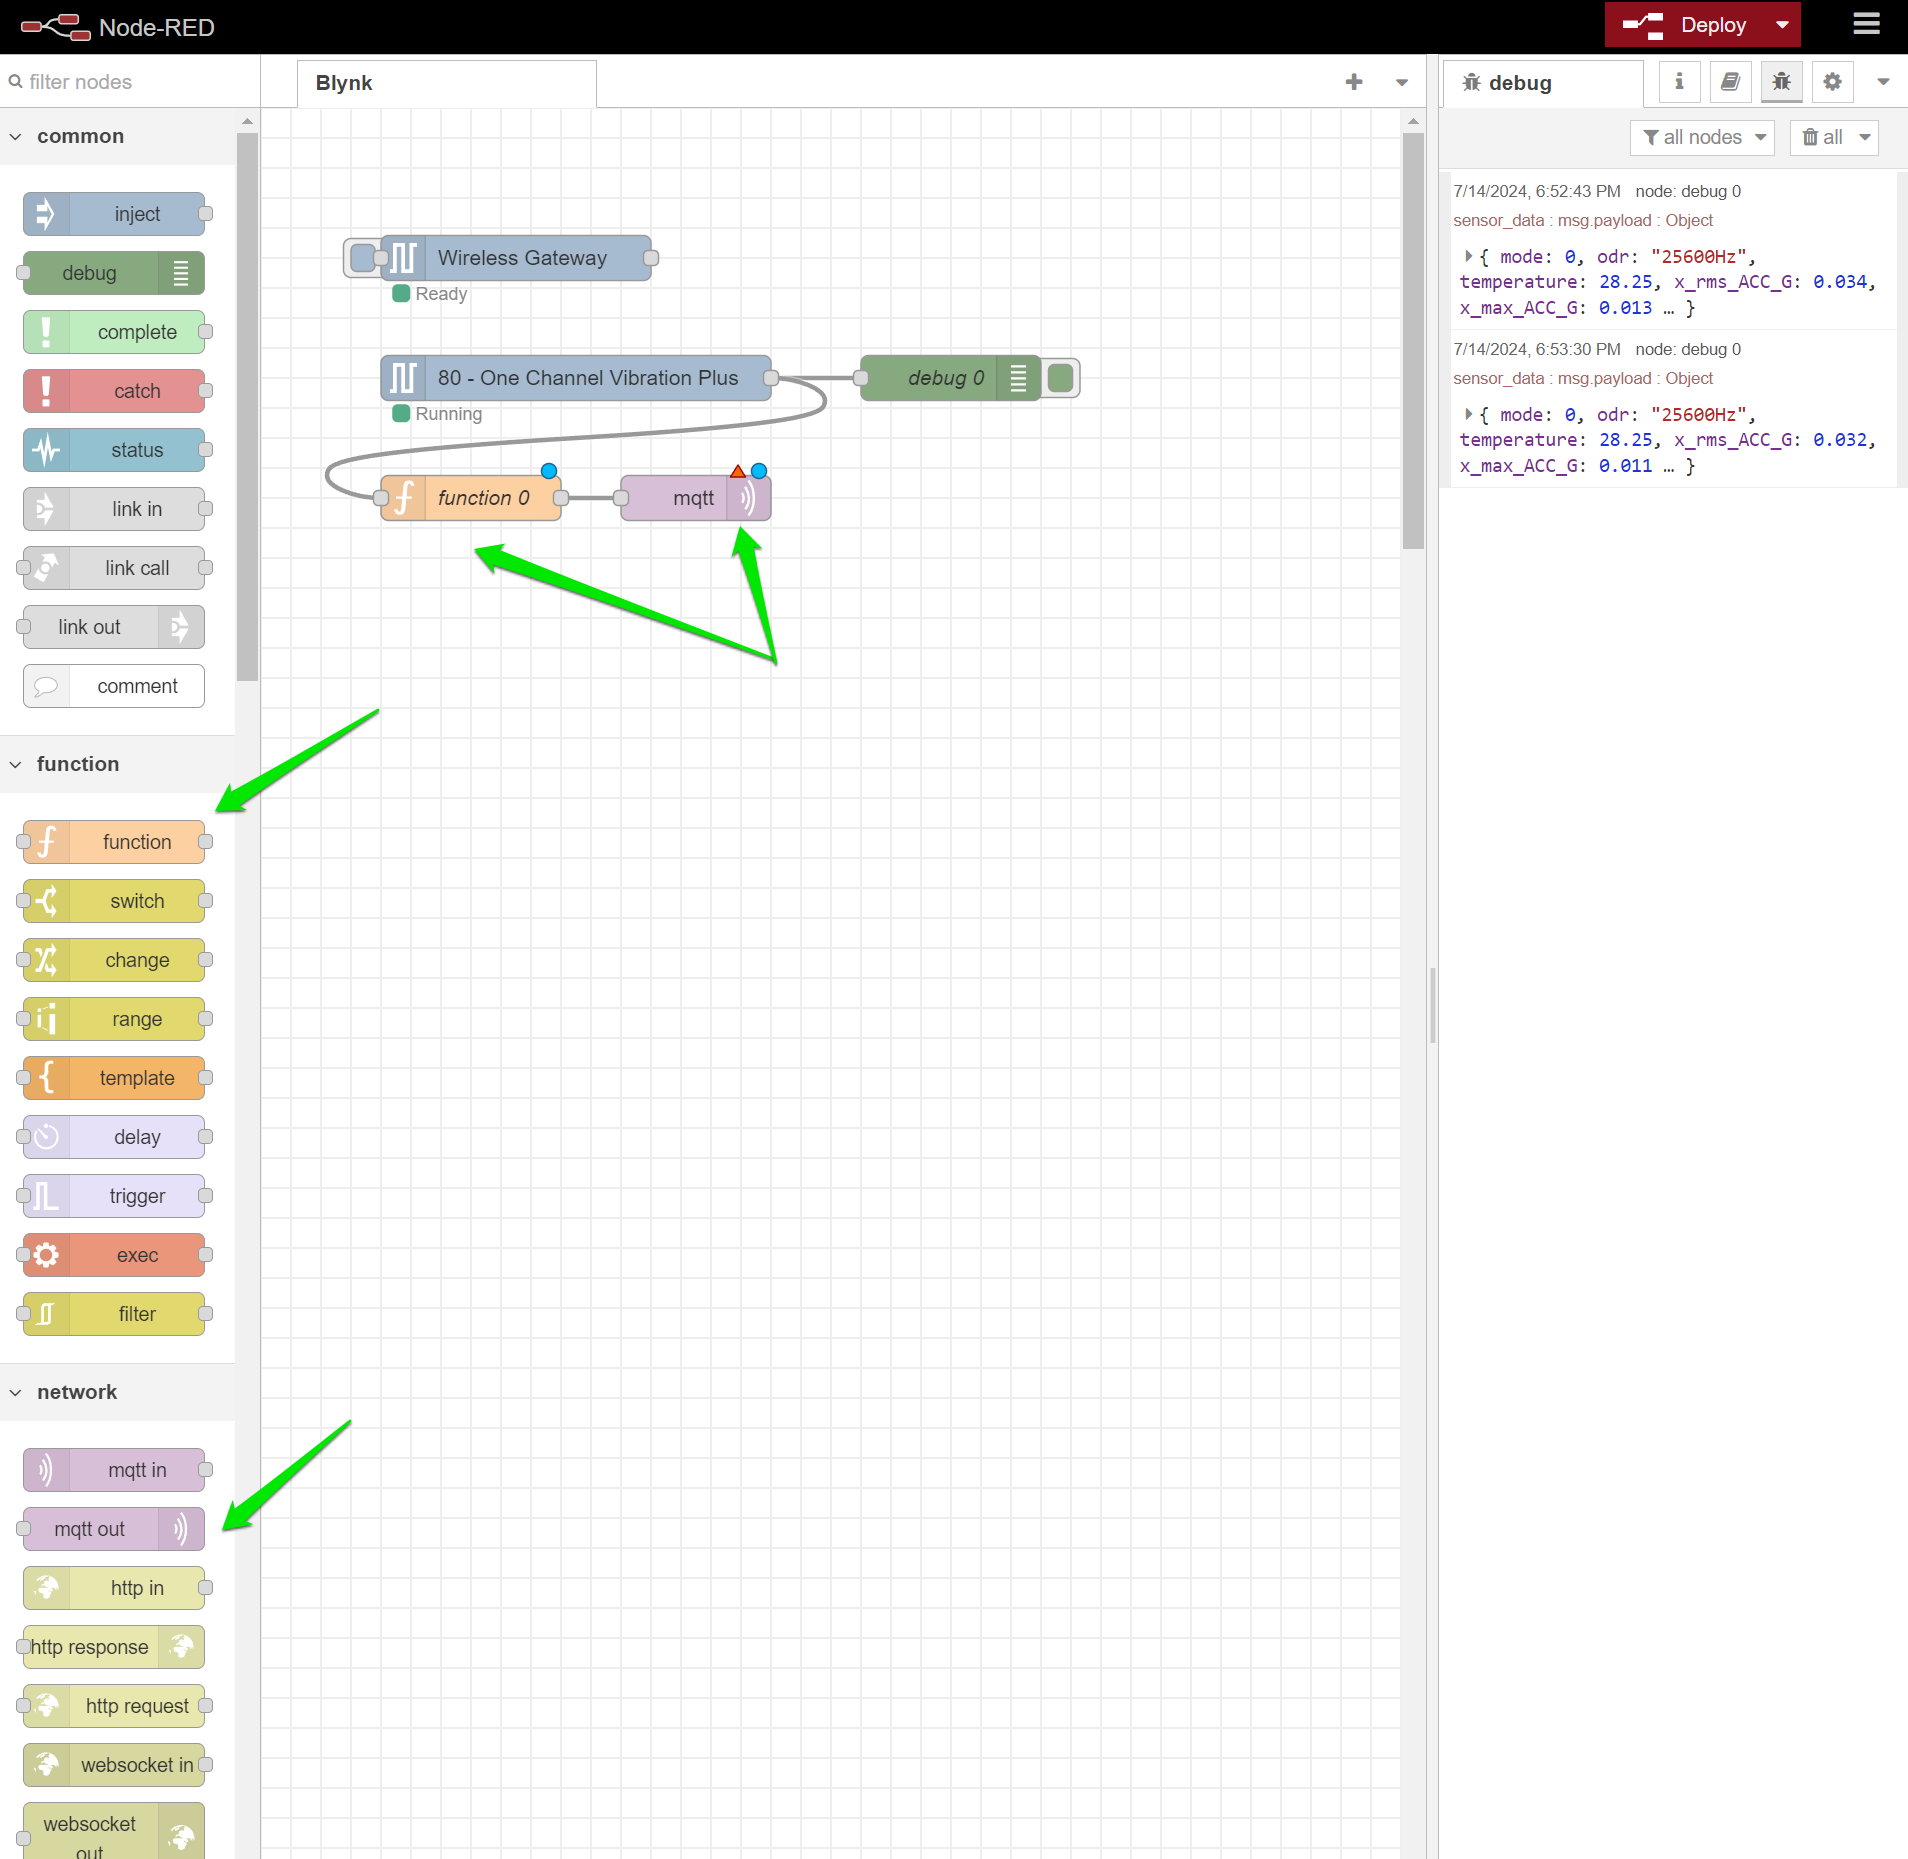 Node-RED
Deploy
filter nodes
Blynk
debug
i
common
all nodes
all
inject
debug
complete
catch
status
link in
link call
link out
comment
function
function
switch
change
range
template
delay
trigger
exec
filter
network
mqtt in
mqtt out
http in
http response
http request
websocket in
websocket
out
Wireless Gateway
Ready
80 - One Channel Vibration Plus
Running
debug 0
function 0
mqtt
7/14/2024, 6:52:43 PM node: debug 0
sensor_data : msg.payload : Object
{ mode: 0, odr: "25600Hz",
temperature: 28.25, x_rms_ACC_G: 0.034,
x_max_ACC_G: 0.013 … }
7/14/2024, 6:53:30 PM node: debug 0
sensor_data : msg.payload : Object
{ mode: 0, odr: "25600Hz",
temperature: 28.25, x_rms_ACC_G: 0.032,
x_max_ACC_G: 0.011 … }